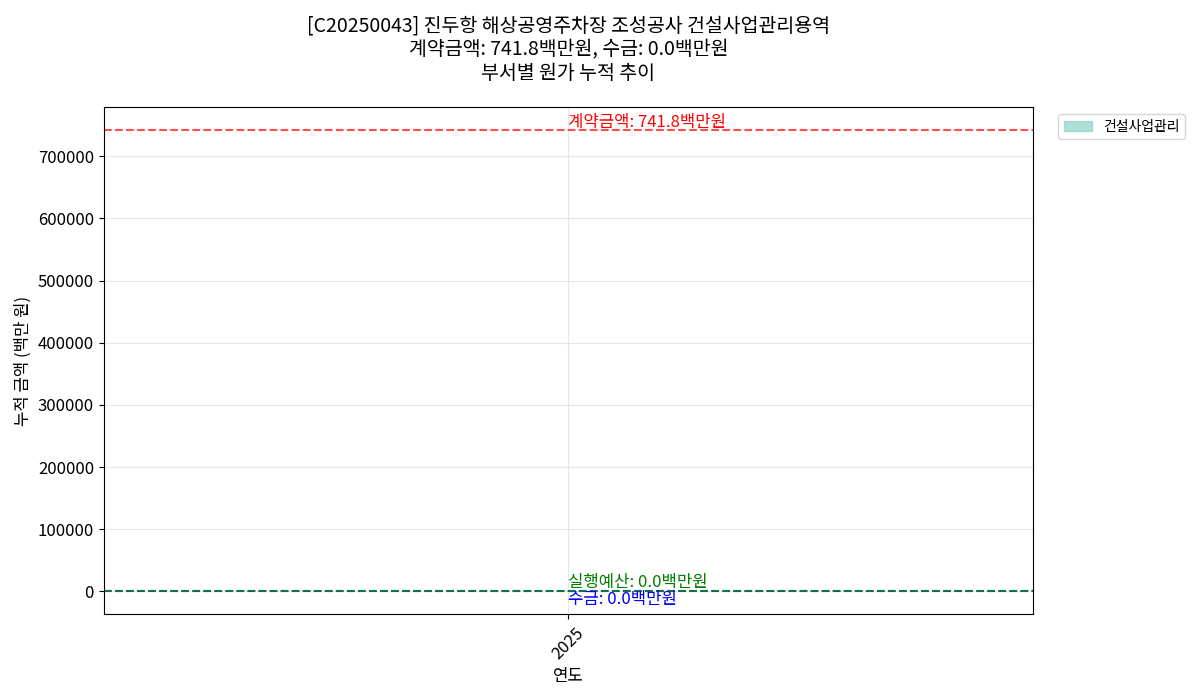 [C20250043] 진두항 해상공영주차장 조성공사 건설사업관리용역
계약금액: 741.8백만원, 수금: 0.0백만원
부서별 원가 누적 추이
계약금액: 741.8백만원
건설사업관리
700000
600000
500000
400000
300000
200000
100000
0
누적 금액 (백만 원)
실행예산: 0.0백만원
수금: 0.0백만원
2025
연도